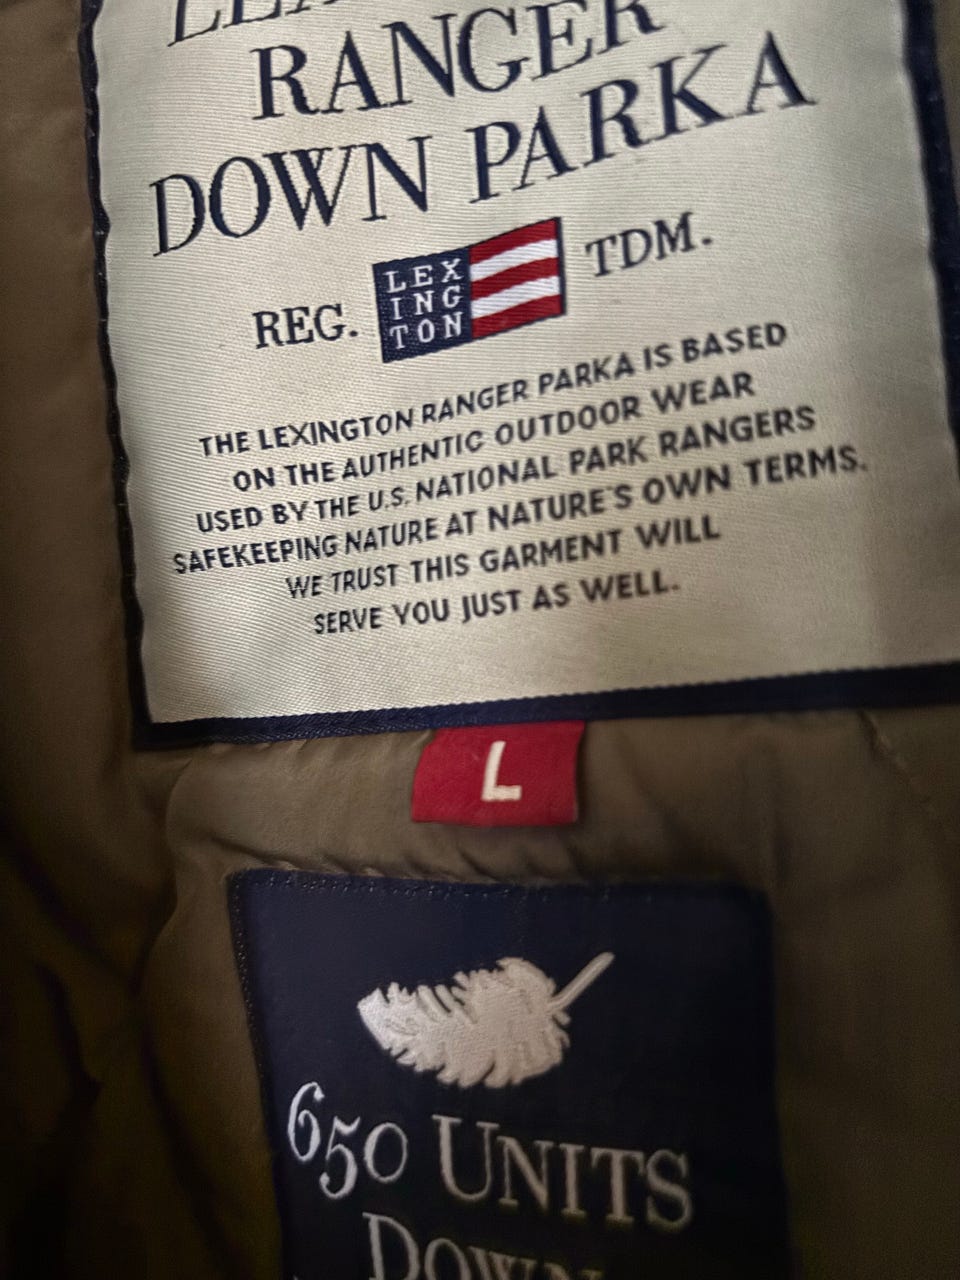 RANGER
DOWN PARKA
REG.
LEX
ING
TON
TDM.
THE LEXINGTON RANGER PARKA IS BASED
ON THE AUTHENTIC OUTDOOR WEAR
USED BY THE U.S. NATIONAL PARK RANGERS
SAFEKEEPING NATURE AT NATURE'S OWN TERMS.
WE TRUST THIS GARMENT WILL
SERVE YOU JUST AS WELL.
L
650 UNITS
DOWN